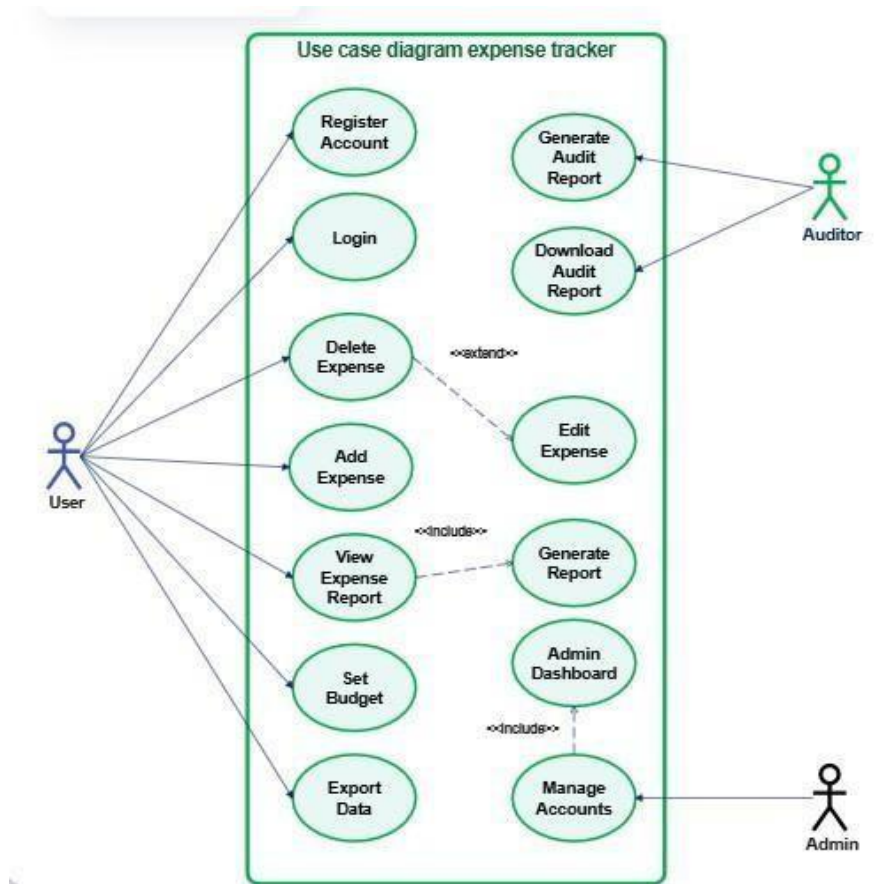 Use case diagram expense tracker
Register
Account
Generate
Audit
Report
Login
Auditor
Download
Audit
Report
Delete
Expense
<<extend>>
Edit
Expense
Add
Expense
User
<<include>>
View
Expense
Report
Generate
Report
Admin
Dashboard
Set
Budget
<<include>>
Export
Data
Manage
Accounts
Admin